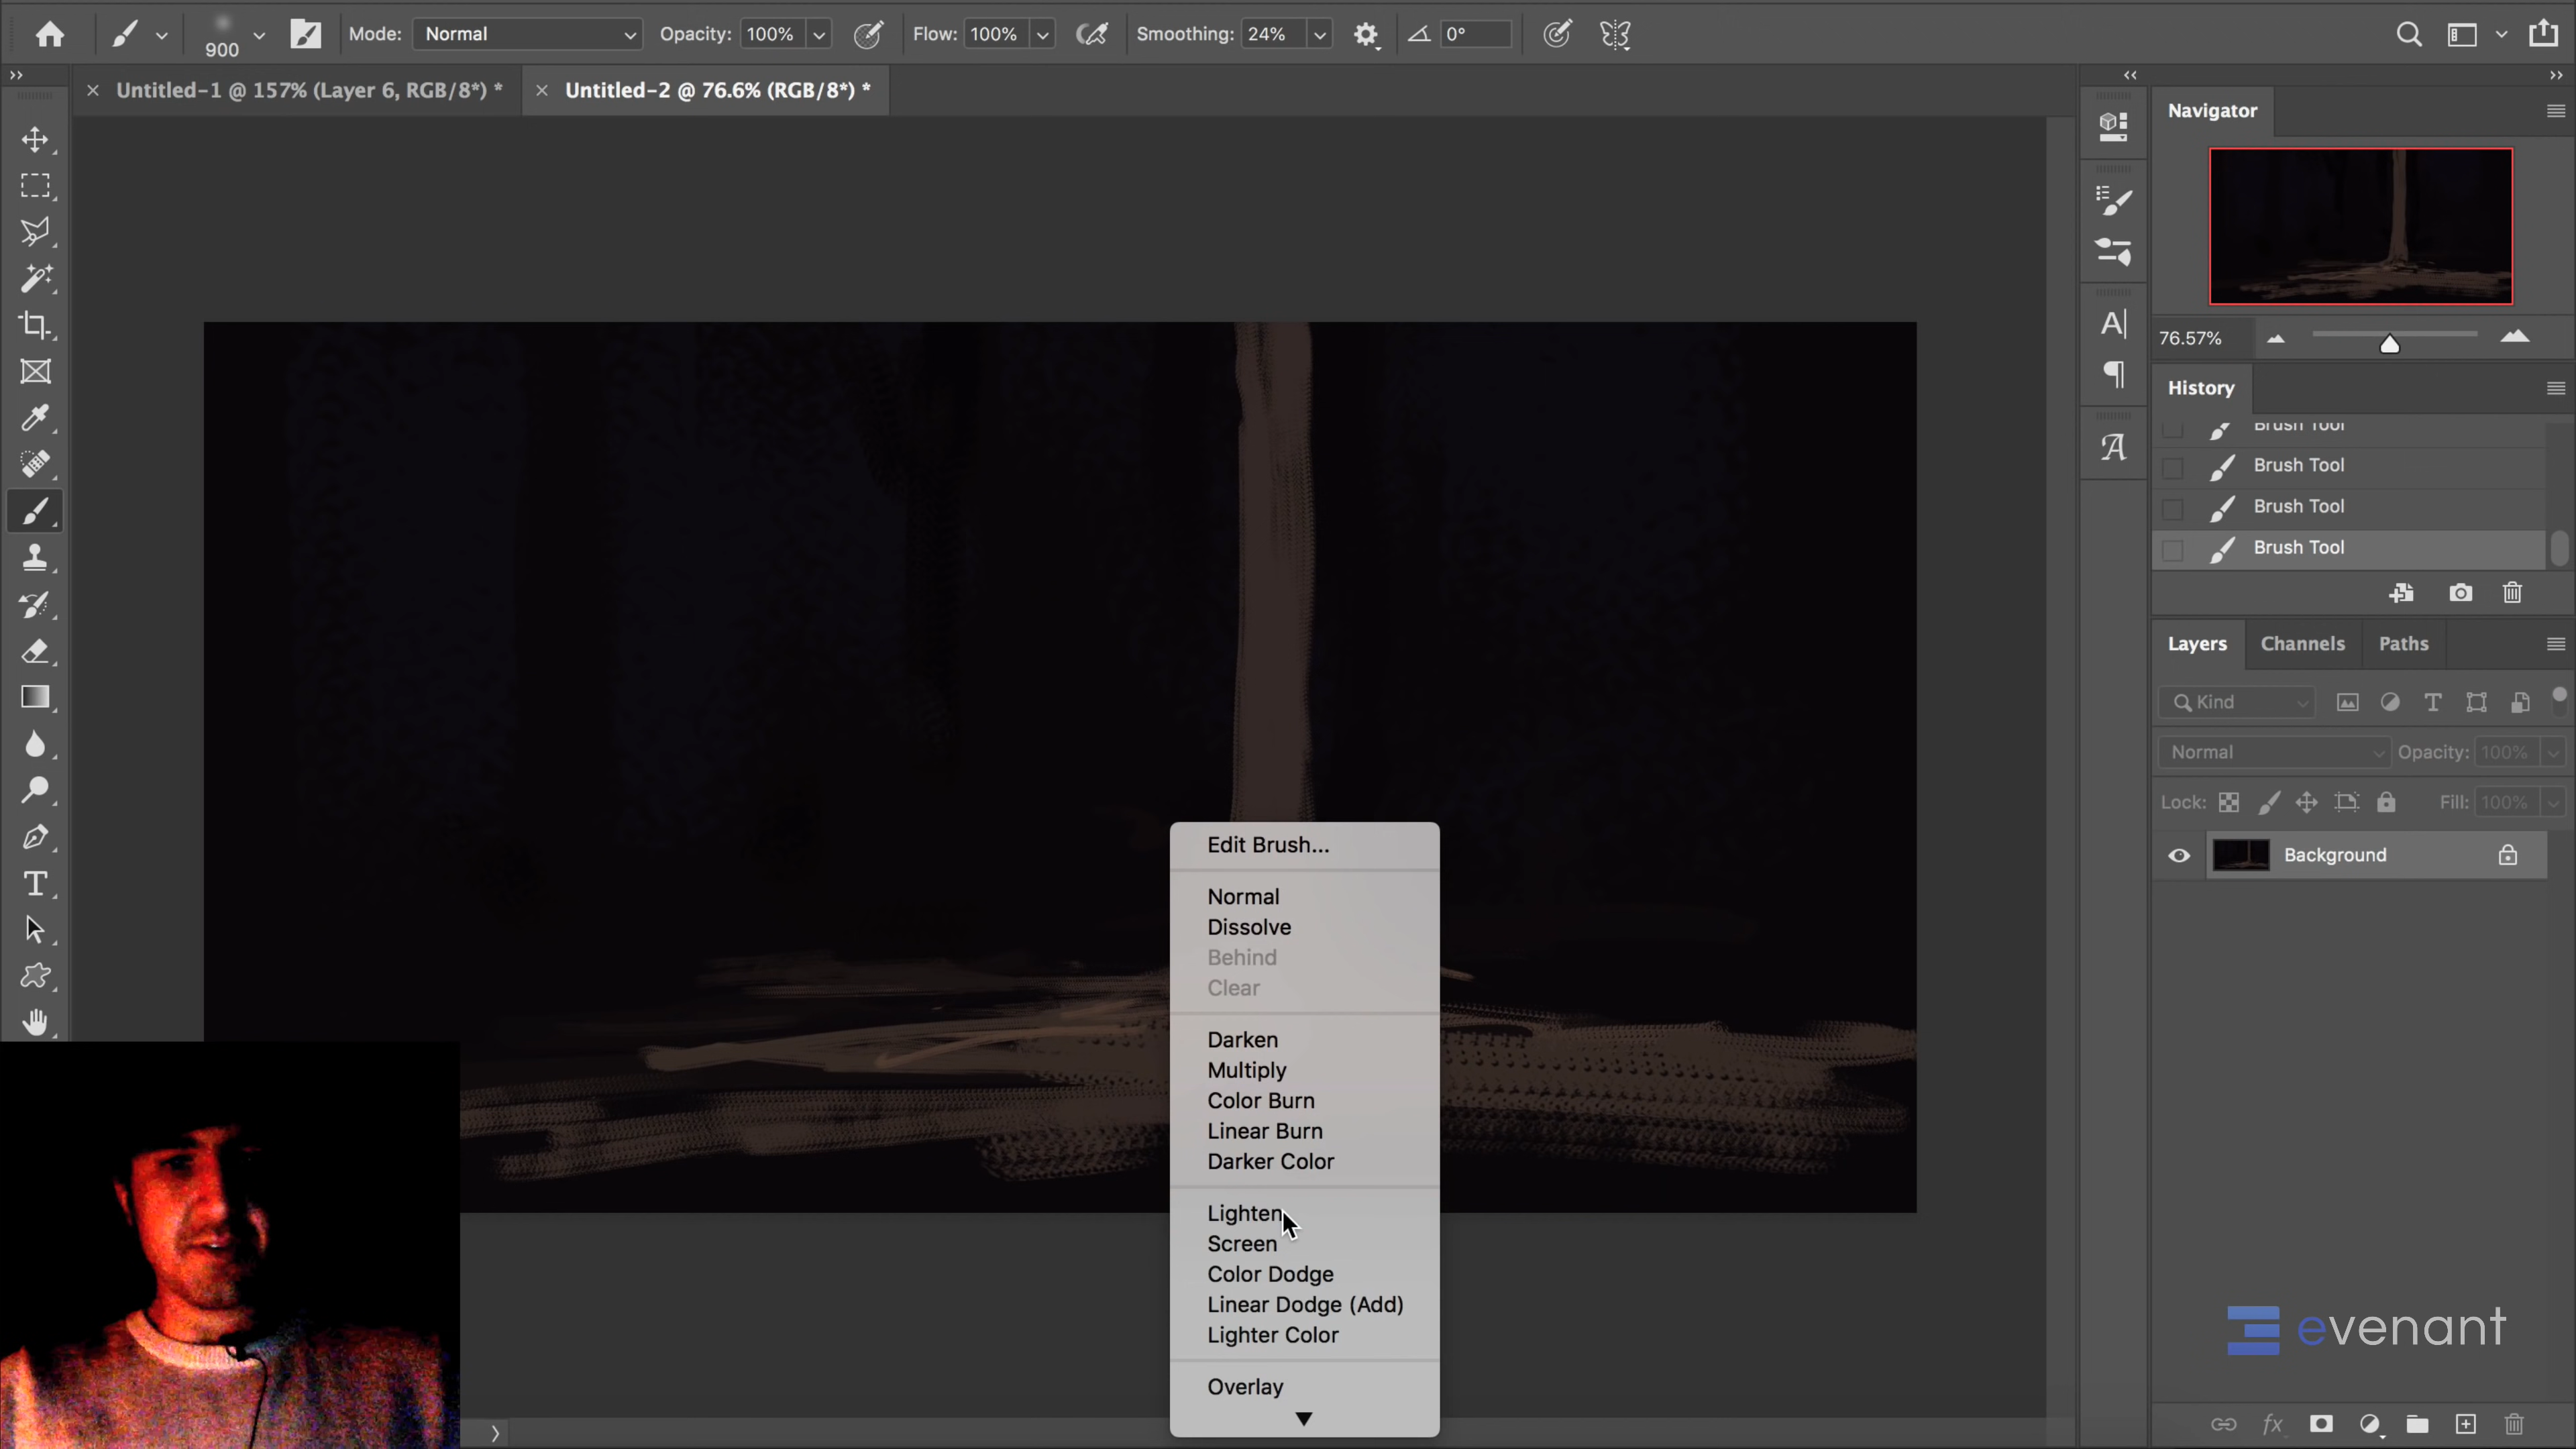 900
Mode: Normal
Opacity: 100%
Flow: 100%
Smoothing: 24%
0°
Untitled-1 @ 157% (Layer 6, RGB/8*) *
Untitled-2 @ 76.6% (RGB/8*) *
Navigator
76.57%
History
Brush Tool
Brush Tool
Brush Tool
Brush Tool
Layers
Channels
Paths
Kind
Normal
Opacity: 100%
Lock:
Fill: 100%
Background
Edit Brush...
Normal
Dissolve
Behind
Clear
Darken
Multiply
Color Burn
Linear Burn
Darker Color
Lighten
Screen
Color Dodge
Linear Dodge (Add)
Lighter Color
Overlay
evenant
fx